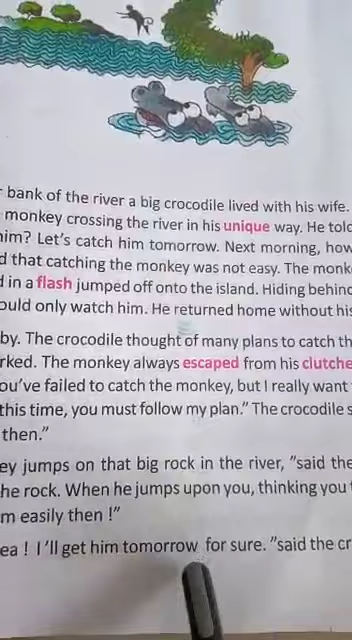 bank of the river a big crocodile lived with his wife.
monkey crossing the river in his unique way. He told
him? Let's catch him tomorrow. Next morning, how
d that catching the monkey was not easy. The monk
d in a flash jumped off onto the island. Hiding behind
ould only watch him. He returned home without his
by. The crocodile thought of many plans to catch th
rked. The monkey always escaped from his clutche
ou've failed to catch the monkey, but I really want
this time, you must follow my plan." The crocodile s
then."
ey jumps on that big rock in the river, "said the
he rock. When he jumps upon you, thinking you
m easily then !"
ea ! I 'll get him tomorrow for sure. "said the cr